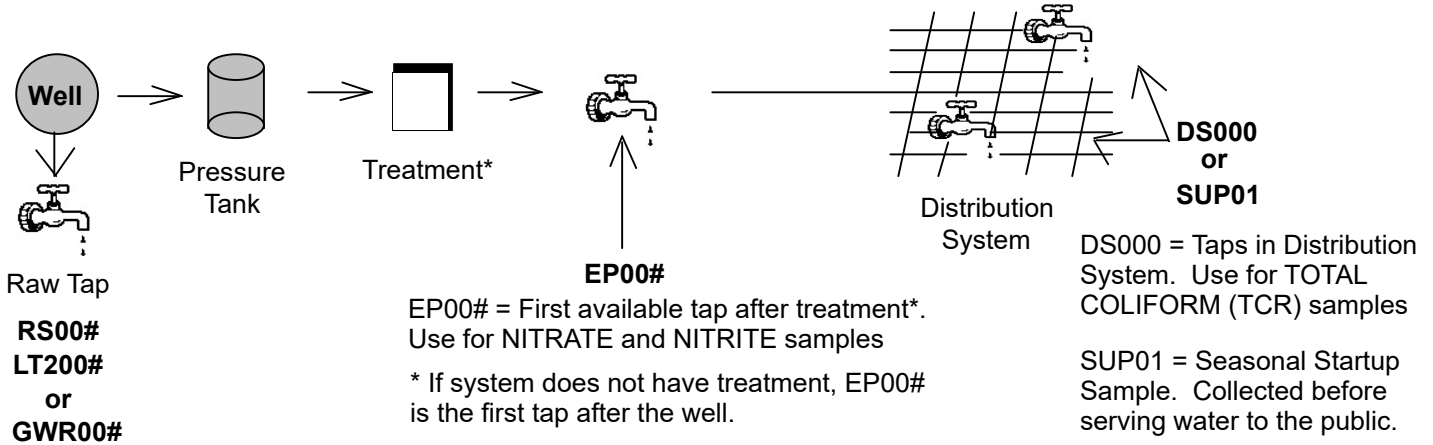 Well
Pressure
Tank
Treatment*
Raw Tap
RS00#
LT200#
or
GWR00#
EP00#
EP00# = First available tap after treatment*.
Use for NITRATE and NITRITE samples
* If system does not have treatment, EP00#
is the first tap after the well.
Distribution
System
DS000
or
SUP01
DS000 = Taps in Distribution
System. Use for TOTAL
COLIFORM (TCR) samples
SUP01 = Seasonal Startup
Sample. Collected before
serving water to the public.